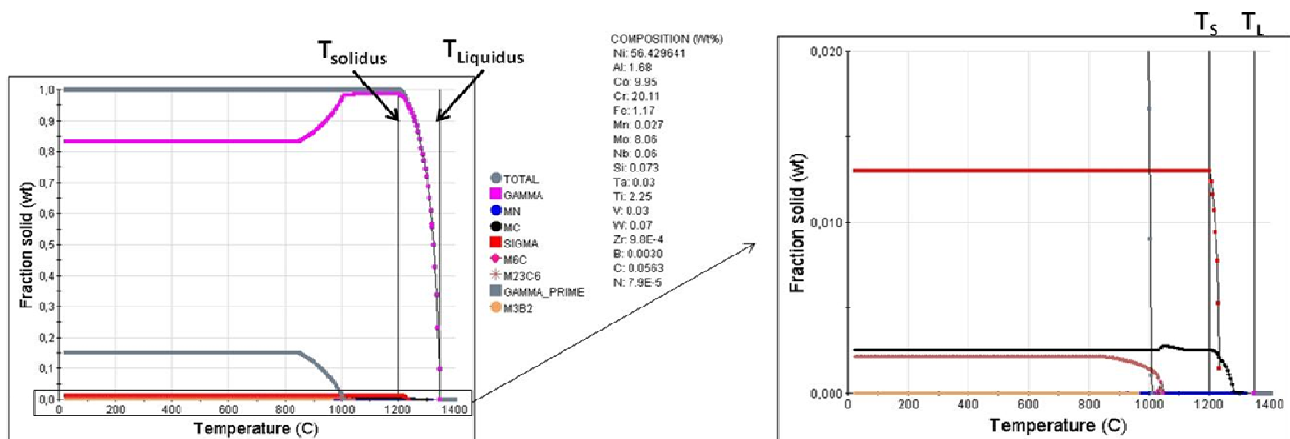 T_solidus
T_Liquidus
1,0
0,9
0,8
0,7
0,6
0,5
0,4
0,3
0,2
0,1
0,0
Fraction solid (wt)
0
200
400
600
800
1000
1200
1400
Temperature (C)
TOTAL
GAMMA
MN
MC
SIGMA
M6C
M23C6
GAMMA_PRIME
M3B2
COMPOSITION (Wt%)
Ni: 56.429641
Al: 1.68
Co: 9.95
Cr: 20.11
Fe: 1.17
Mn: 0.027
Mo: 8.06
Nb: 0.06
Si: 0.073
Ta: 0.03
Ti: 2.25
V: 0.03
W: 0.07
Zr: 9.8E-4
B: 0.0030
C: 0.0563
N: 7.9E-5
T_S
T_L
0,020
0,010
0,000
Fraction solid (wt)
0
200
400
600
800
1000
1200
1400
Temperature (C)